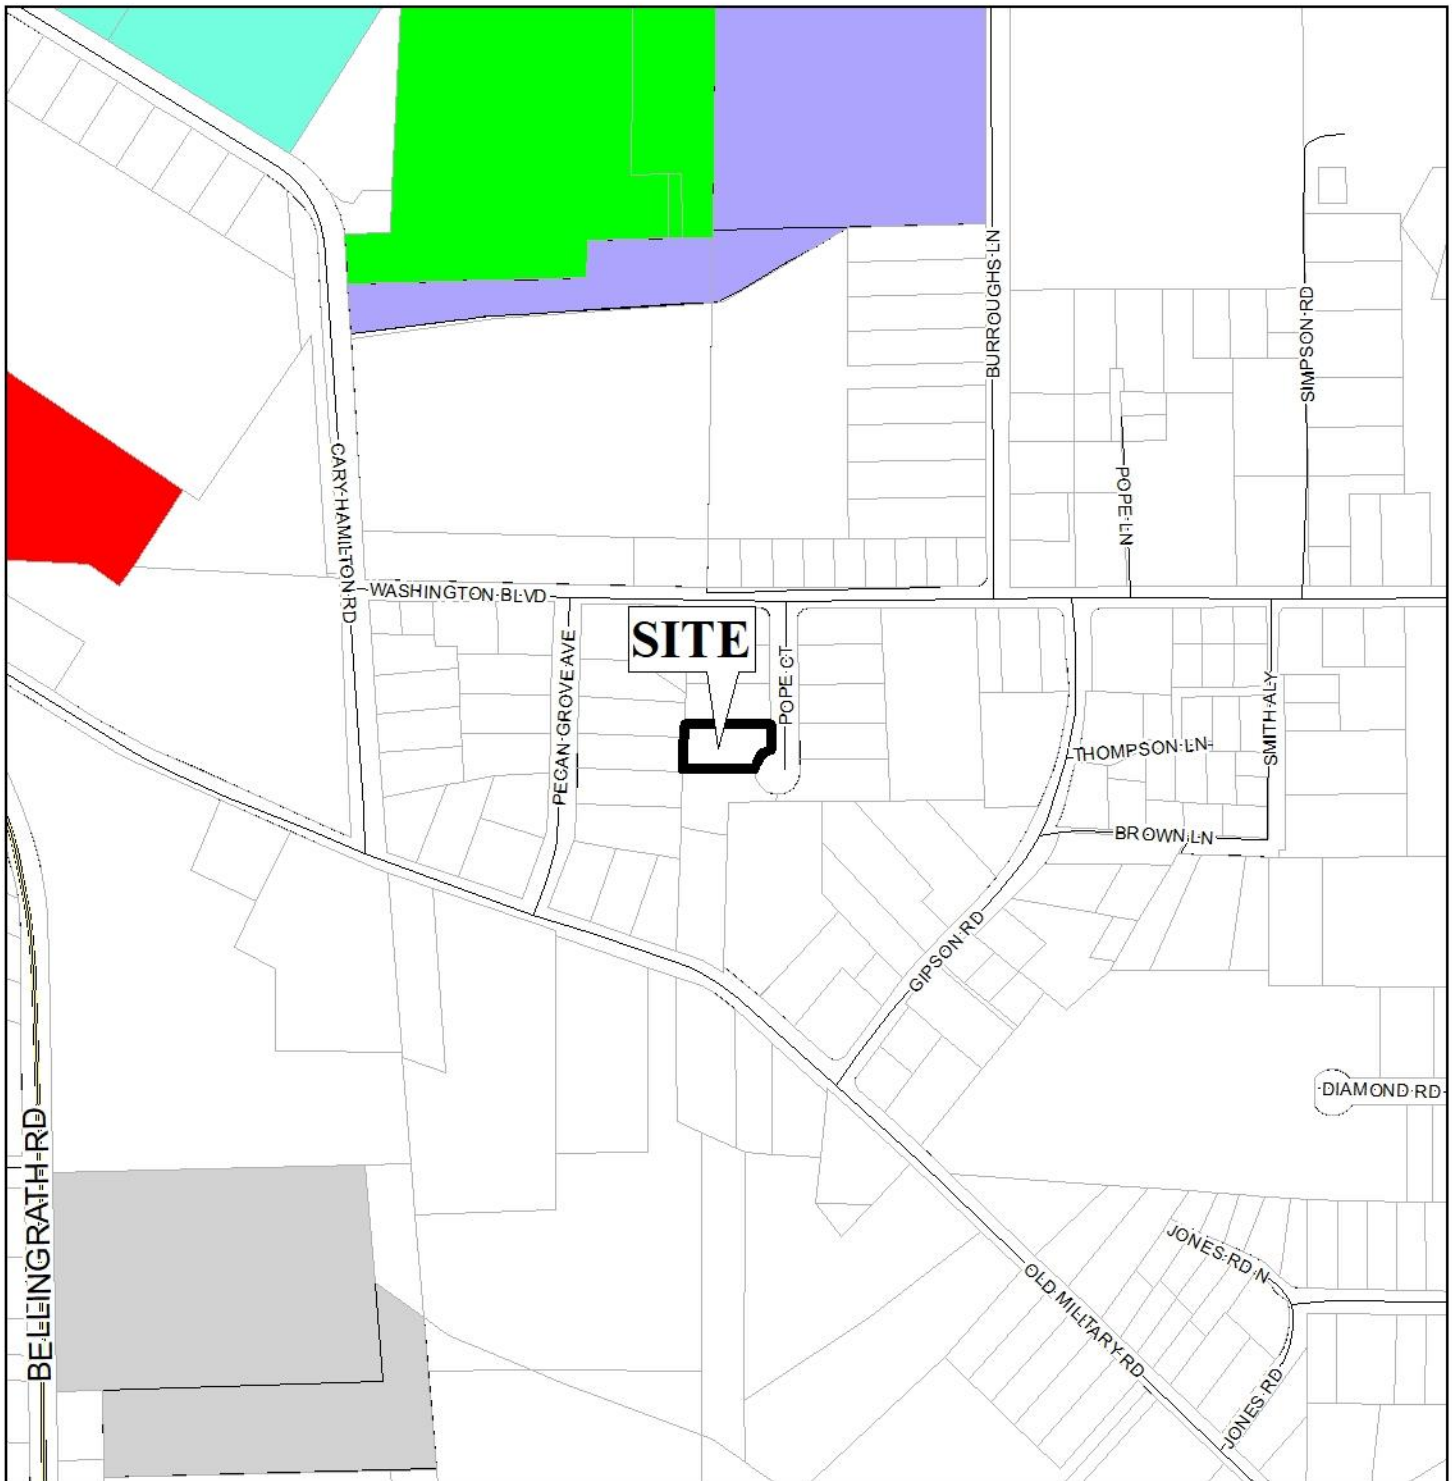 BURROUGHS LN
SIMPSON RD
CARY HAMILTON RD
POPE LN
WASHINGTON BLVD
SITE
PECAN GROVE AVE
POPE CT
SMITH ALY
THOMPSON LN
BROWN LN
GIPSON RD
DIAMOND RD
BELLINGRATH RD
JONES RD N
OLD MILITARY RD
JONES RD